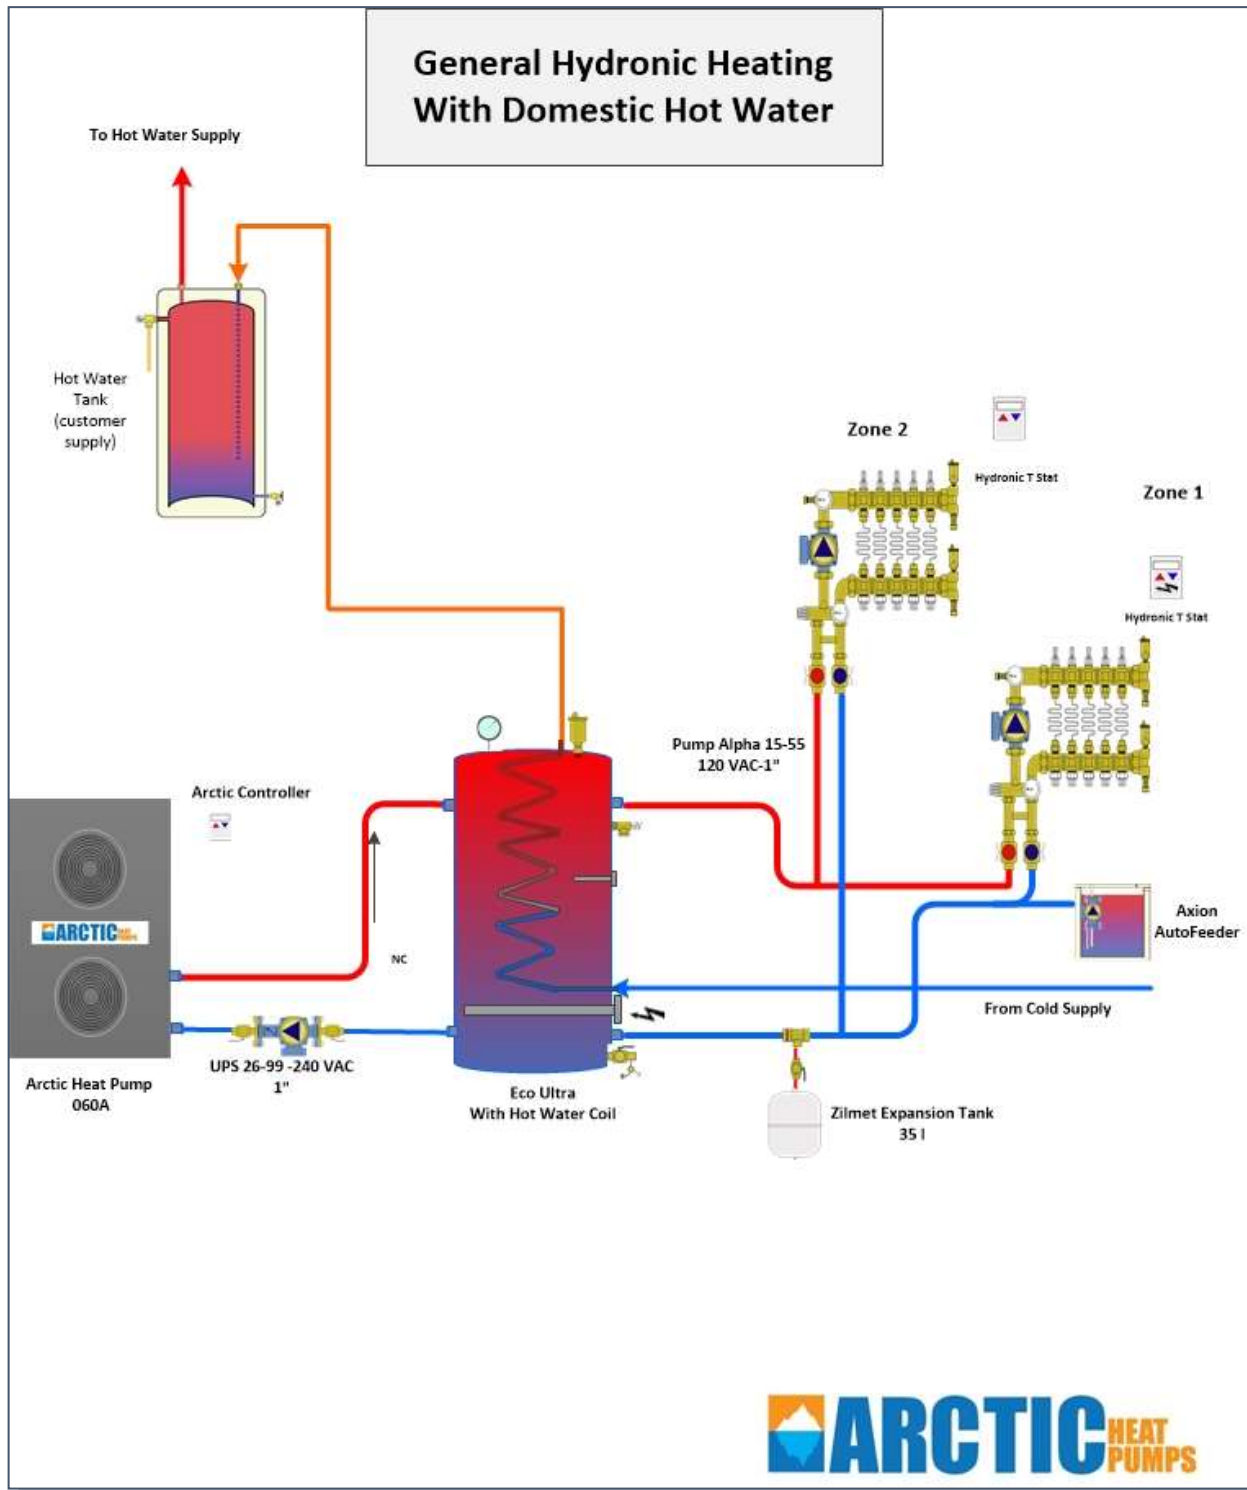 General Hydronic Heating
With Domestic Hot Water
To Hot Water Supply
Hot Water
Tank
(customer
supply)
Zone 2
Hydronic T Stat
Zone 1
Hydronic T Stat
Pump Alpha 15-55
120 VAC-1"
Arctic Controller
ARCTIC HEAT
PUMPS
NC
Axion
AutoFeeder
From Cold Supply
UPS 26-99 -240 VAC
1"
Arctic Heat Pump
060A
Eco Ultra
With Hot Water Coil
Zilmet Expansion Tank
35 l
ARCTIC HEAT
PUMPS